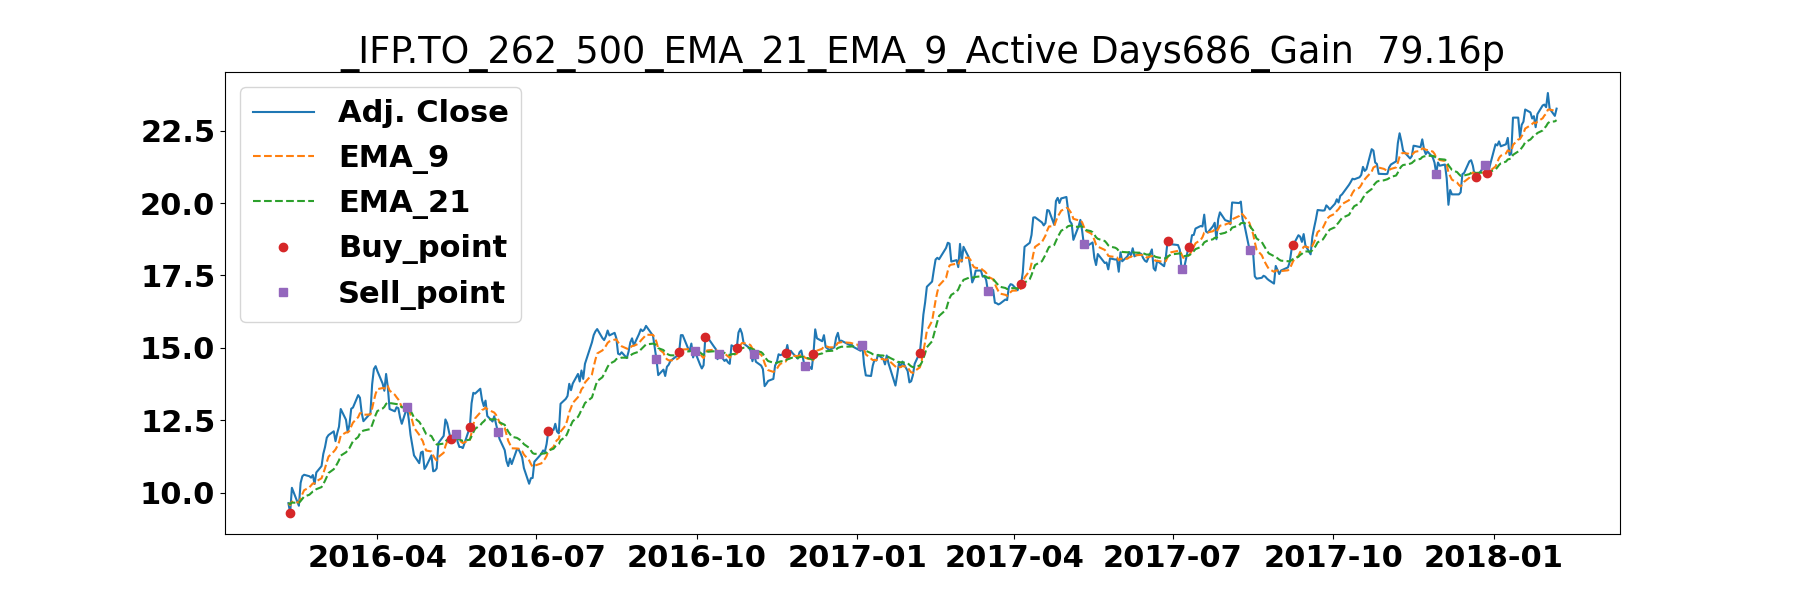 _IFP.TO_262_500_EMA_21_EMA_9_Active Days686_Gain  79.16p
Adj. Close
EMA_9
EMA_21
Buy_point
Sell_point
22.5
20.0
17.5
15.0
12.5
10.0
2016-04 2016-07 2016-10 2017-01 2017-04 2017-07 2017-10 2018-01